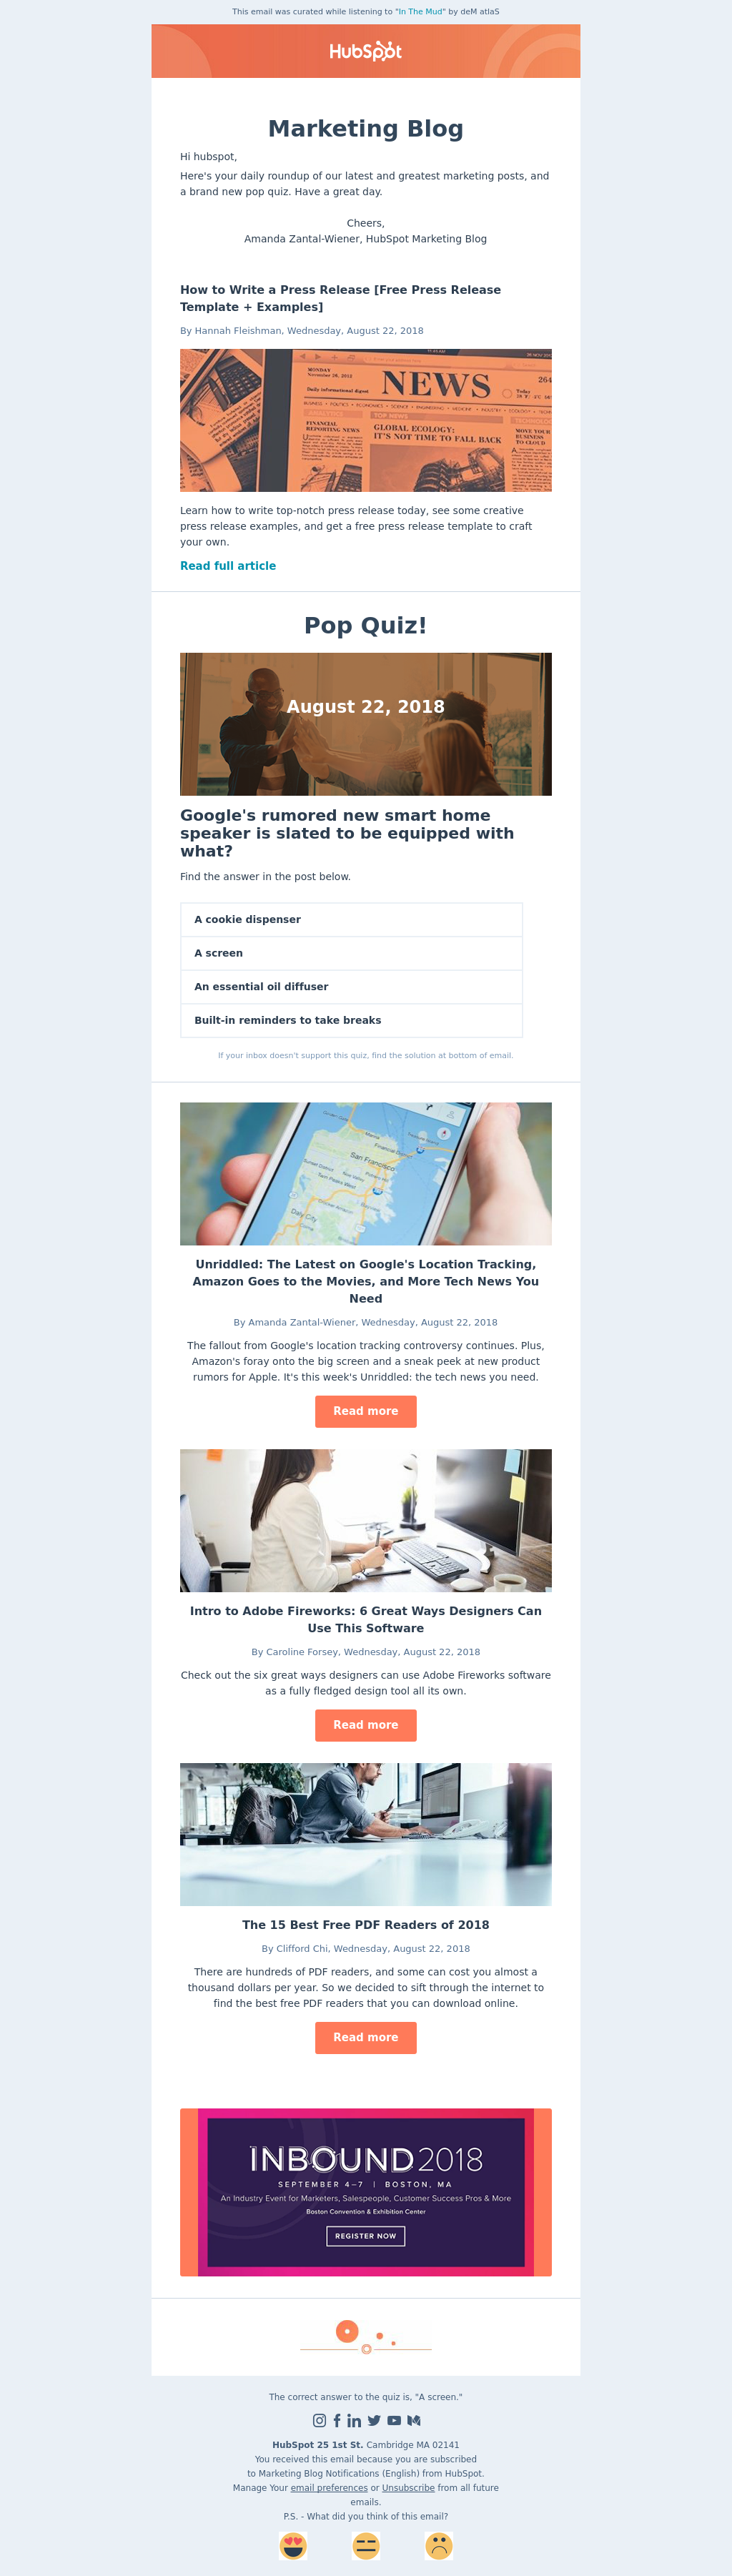 This email was curated while listening to "In The Mud" by deM atlaS
HubSpot
Marketing Blog
Hi hubspot,
Here's your daily roundup of our latest and greatest marketing posts, and
a brand new pop quiz. Have a great day.
Cheers,
Amanda Zantal-Wiener, HubSpot Marketing Blog
How to Write a Press Release [Free Press Release
Template + Examples]
By Hannah Fleishman, Wednesday, August 22, 2018
MONDAY
November 26, 2012
NEWS
264
Daily informational digest
Today
ANALYTICS
TOP NEWS
FINANCIAL
REPORTING NEWS
GLOBAL ECOLOGY:
IT'S NOT TIME TO FALL BACK
MOVE YOUR
BUSINESS
TO CLOUD
Learn how to write top-notch press release today, see some creative
press release examples, and get a free press release template to craft
your own.
Read full article
Pop Quiz!
August 22, 2018
Google's rumored new smart home
speaker is slated to be equipped with
what?
Find the answer in the post below.
A cookie dispenser
A screen
An essential oil diffuser
Built-in reminders to take breaks
If your inbox doesn't support this quiz, find the solution at bottom of email.
San Francisco
Daly City
Unriddled: The Latest on Google's Location Tracking,
Amazon Goes to the Movies, and More Tech News You
Need
By Amanda Zantal-Wiener, Wednesday, August 22, 2018
The fallout from Google's location tracking controversy continues. Plus,
Amazon's foray onto the big screen and a sneak peek at new product
rumors for Apple. It's this week's Unriddled: the tech news you need.
Read more
Intro to Adobe Fireworks: 6 Great Ways Designers Can
Use This Software
By Caroline Forsey, Wednesday, August 22, 2018
Check out the six great ways designers can use Adobe Fireworks software
as a fully fledged design tool all its own.
Read more
The 15 Best Free PDF Readers of 2018
By Clifford Chi, Wednesday, August 22, 2018
There are hundreds of PDF readers, and some can cost you almost a
thousand dollars per year. So we decided to sift through the internet to
find the best free PDF readers that you can download online.
Read more
INBOUND 2018
SEPTEMBER 4–7 | BOSTON, MA
An Industry Event for Marketers, Salespeople, Customer Success Pros & More
Boston Convention & Exhibition Center
REGISTER NOW
The correct answer to the quiz is, "A screen."
HubSpot 25 1st St. Cambridge MA 02141
You received this email because you are subscribed
to Marketing Blog Notifications (English) from HubSpot.
Manage Your email preferences or Unsubscribe from all future
emails.
P.S. - What did you think of this email?